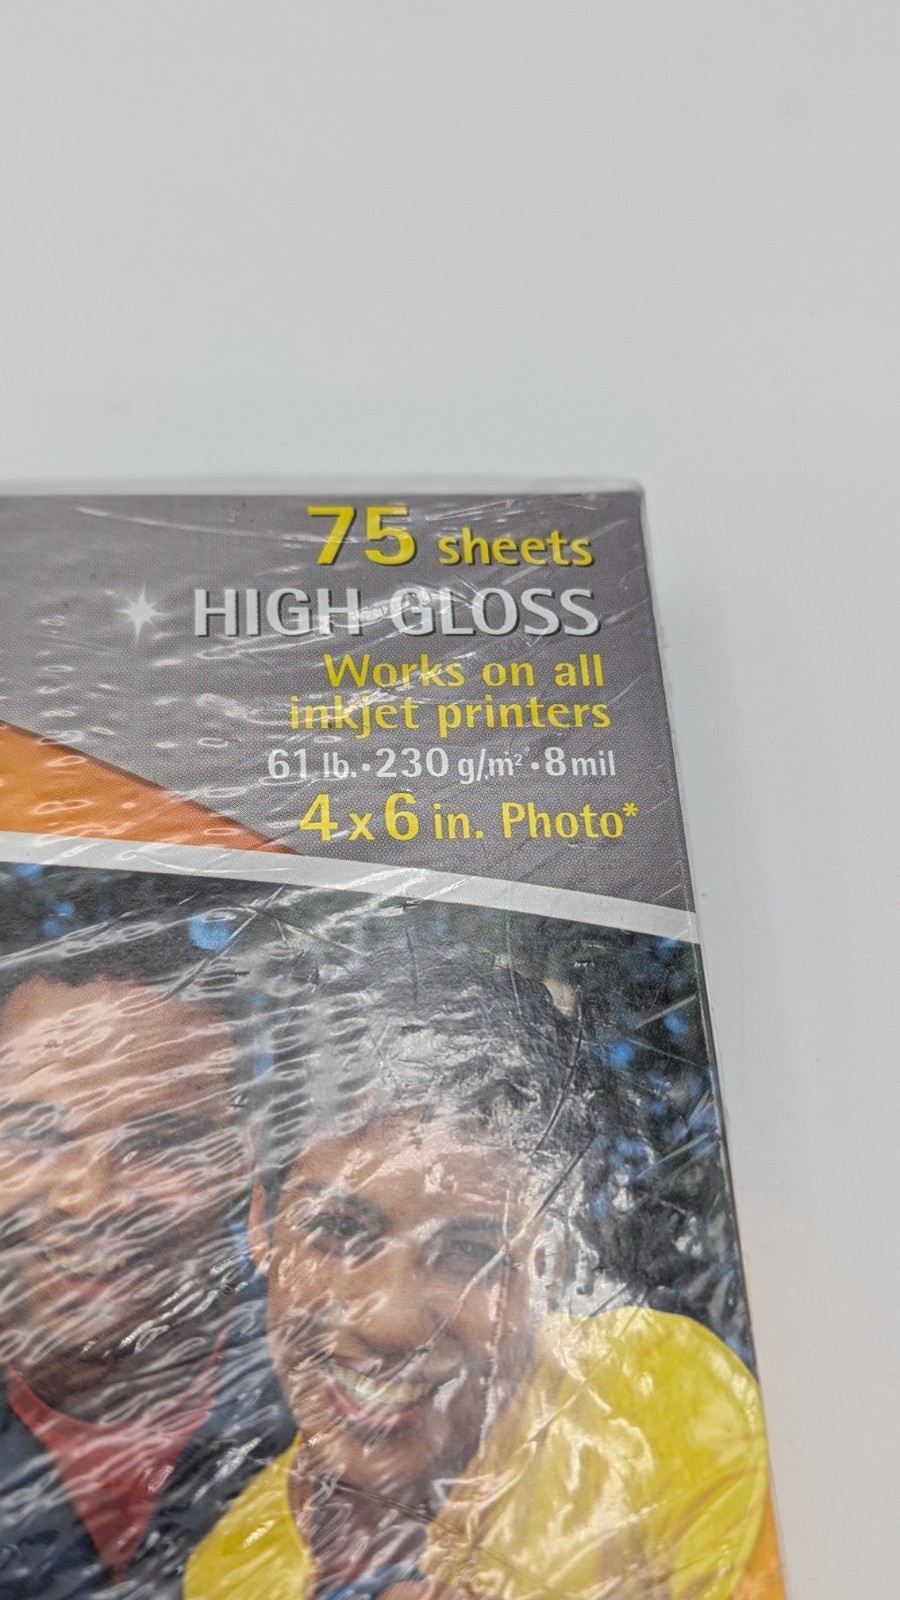 75 sheets
HIGH GLOSS
Works on all
inkjet printers
61 lb.•230 g/m²•8 mil
4 x 6 in. Photo*